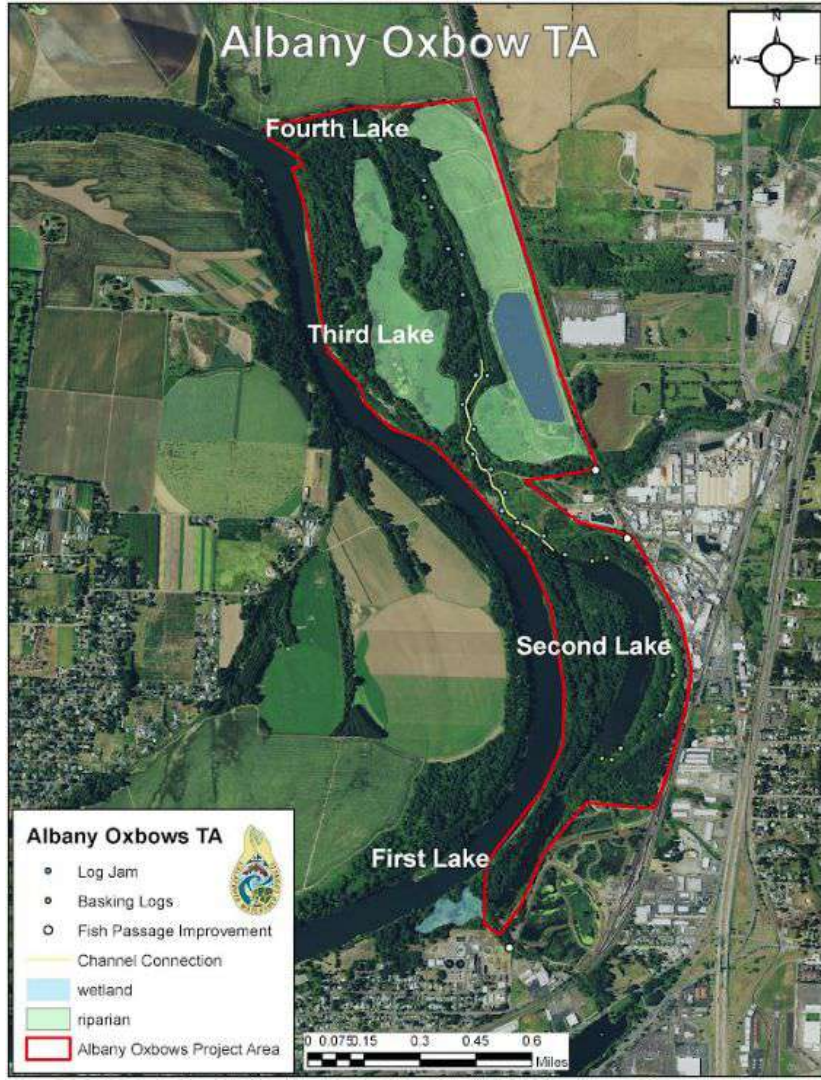 Albany Oxbow TA
N
W E
S
Fourth Lake
Third Lake
Second Lake
First Lake
Albany Oxbows TA
Log Jam
Basking Logs
Fish Passage Improvement
Channel Connection
wetland
riparian
Albany Oxbows Project Area
0 0.075 0.15 0.3 0.45 0.6
Miles